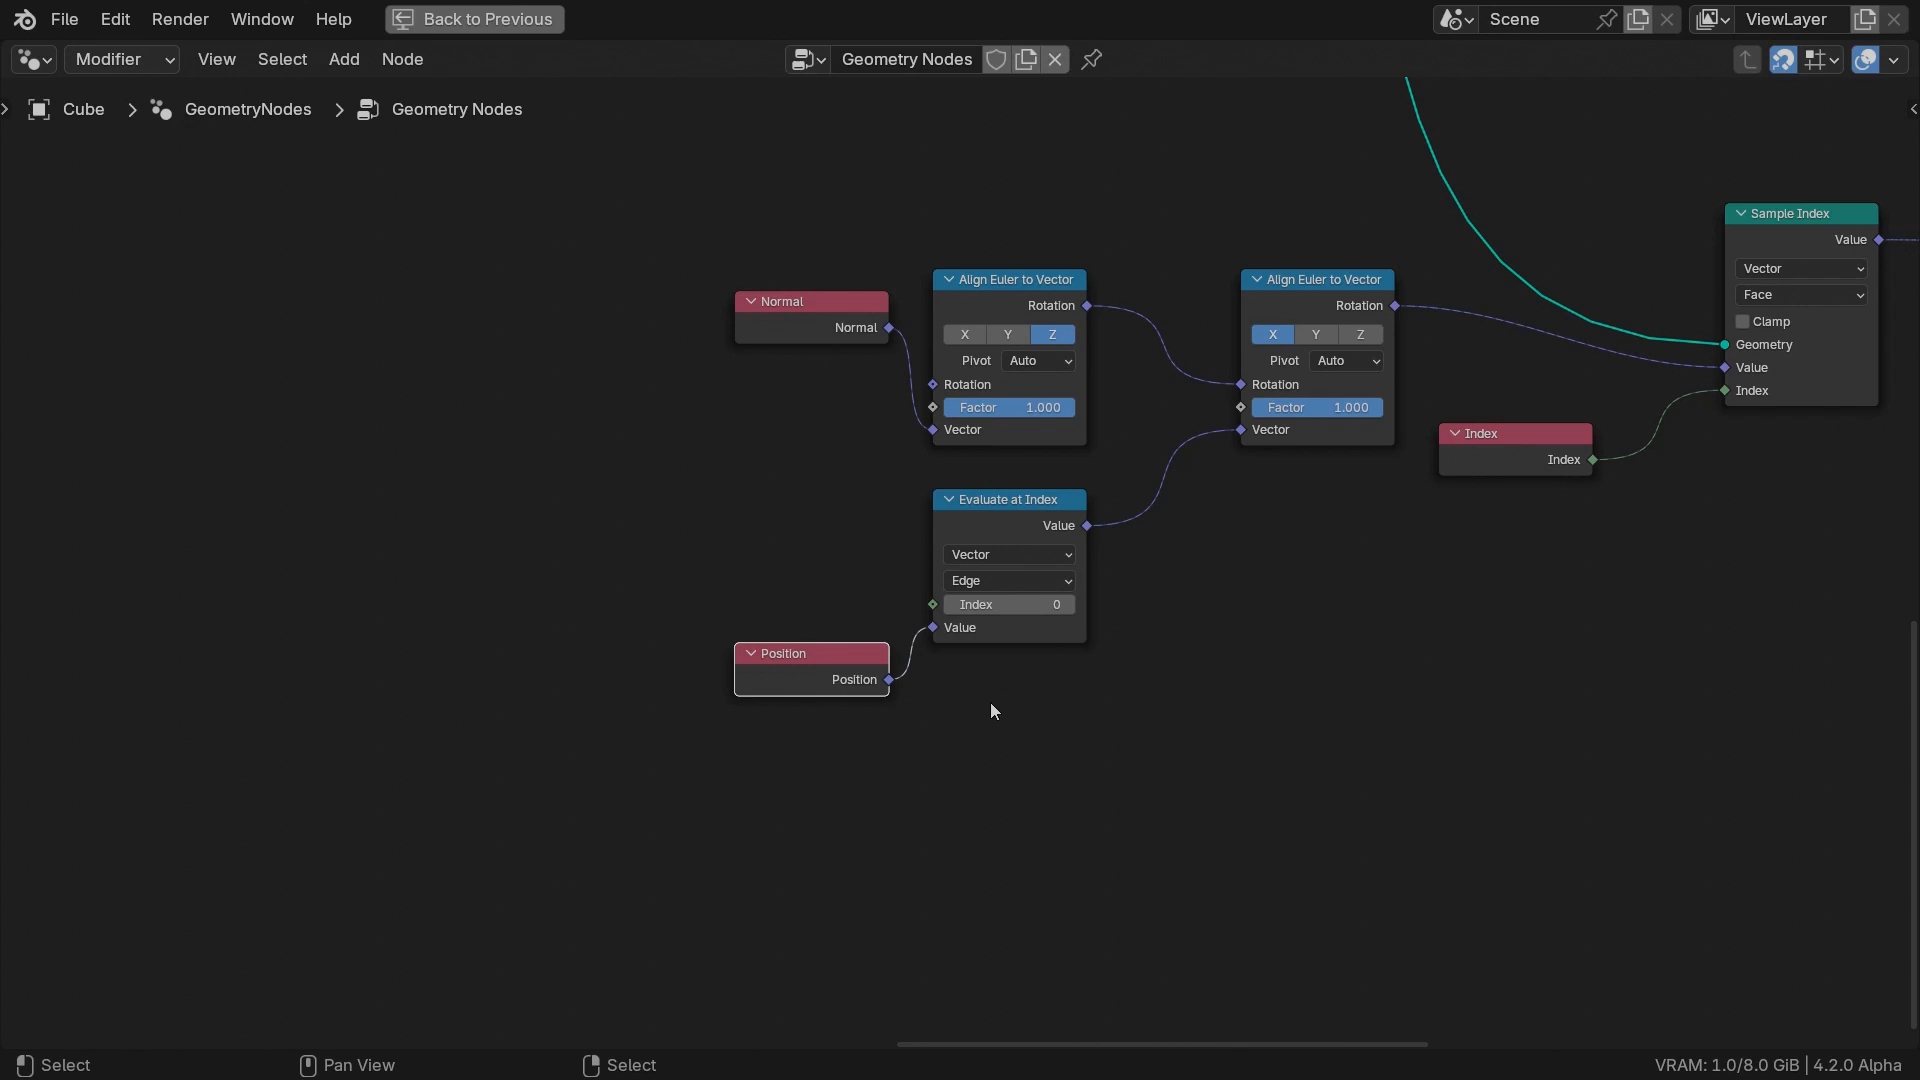 File Edit Render Window Help Back to Previous Scene ViewLayer
Modifier View Select Add Node Geometry Nodes
Cube GeometryNodes Geometry Nodes
Normal
Normal
Align Euler to Vector
Rotation
X Y Z
Pivot Auto
Rotation
Factor 1.000
Vector
Align Euler to Vector
Rotation
X Y Z
Pivot Auto
Rotation
Factor 1.000
Vector
Sample Index
Value
Vector
Face
Clamp
Geometry
Value
Index
Index
Index
Evaluate at Index
Value
Vector
Edge
Index 0
Value
Position
Position
Select Pan View Select VRAM: 1.0/8.0 GiB | 4.2.0 Alpha